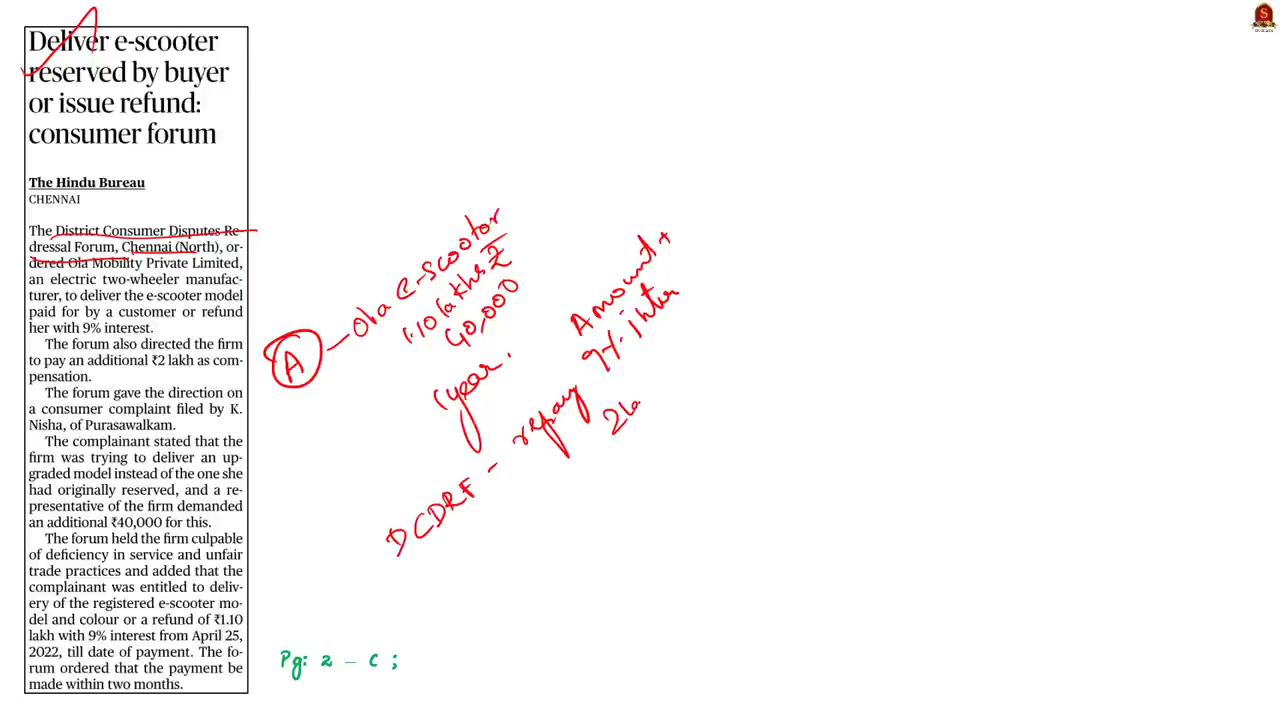 Deliver e-scooter
reserved by buyer
or issue refund:
consumer forum
The Hindu Bureau
CHENNAI
The District Consumer Disputes Re-
dressal Forum, Chennai (North), or-
dered Ola Mobility Private Limited,
an electric two-wheeler manufac-
turer, to deliver the e-scooter model
paid for by a customer or refund
her with 9% interest.
The forum also directed the firm
to pay an additional ₹2 lakh as com-
pensation.
The forum gave the direction on
a consumer complaint filed by K.
Nisha, of Purasawalkam.
The complainant stated that the
firm was trying to deliver an up-
graded model instead of the one she
had originally reserved, and a re-
presentative of the firm demanded
an additional ₹40,000 for this.
The forum held the firm culpable
of deficiency in service and unfair
trade practices and added that the
complainant was entitled to deliv-
ery of the registered e-scooter mo-
del and colour or a refund of ₹1.10
lakh with 9% interest from April 25,
2022, till date of payment. The fo-
rum ordered that the payment be
made within two months.
A – Ola e-scootor
1.10 lakhs ₹
40,000
1 year.
DCDRF – repay Amount +
9% inter
2 la
Pg: 2 – C ;